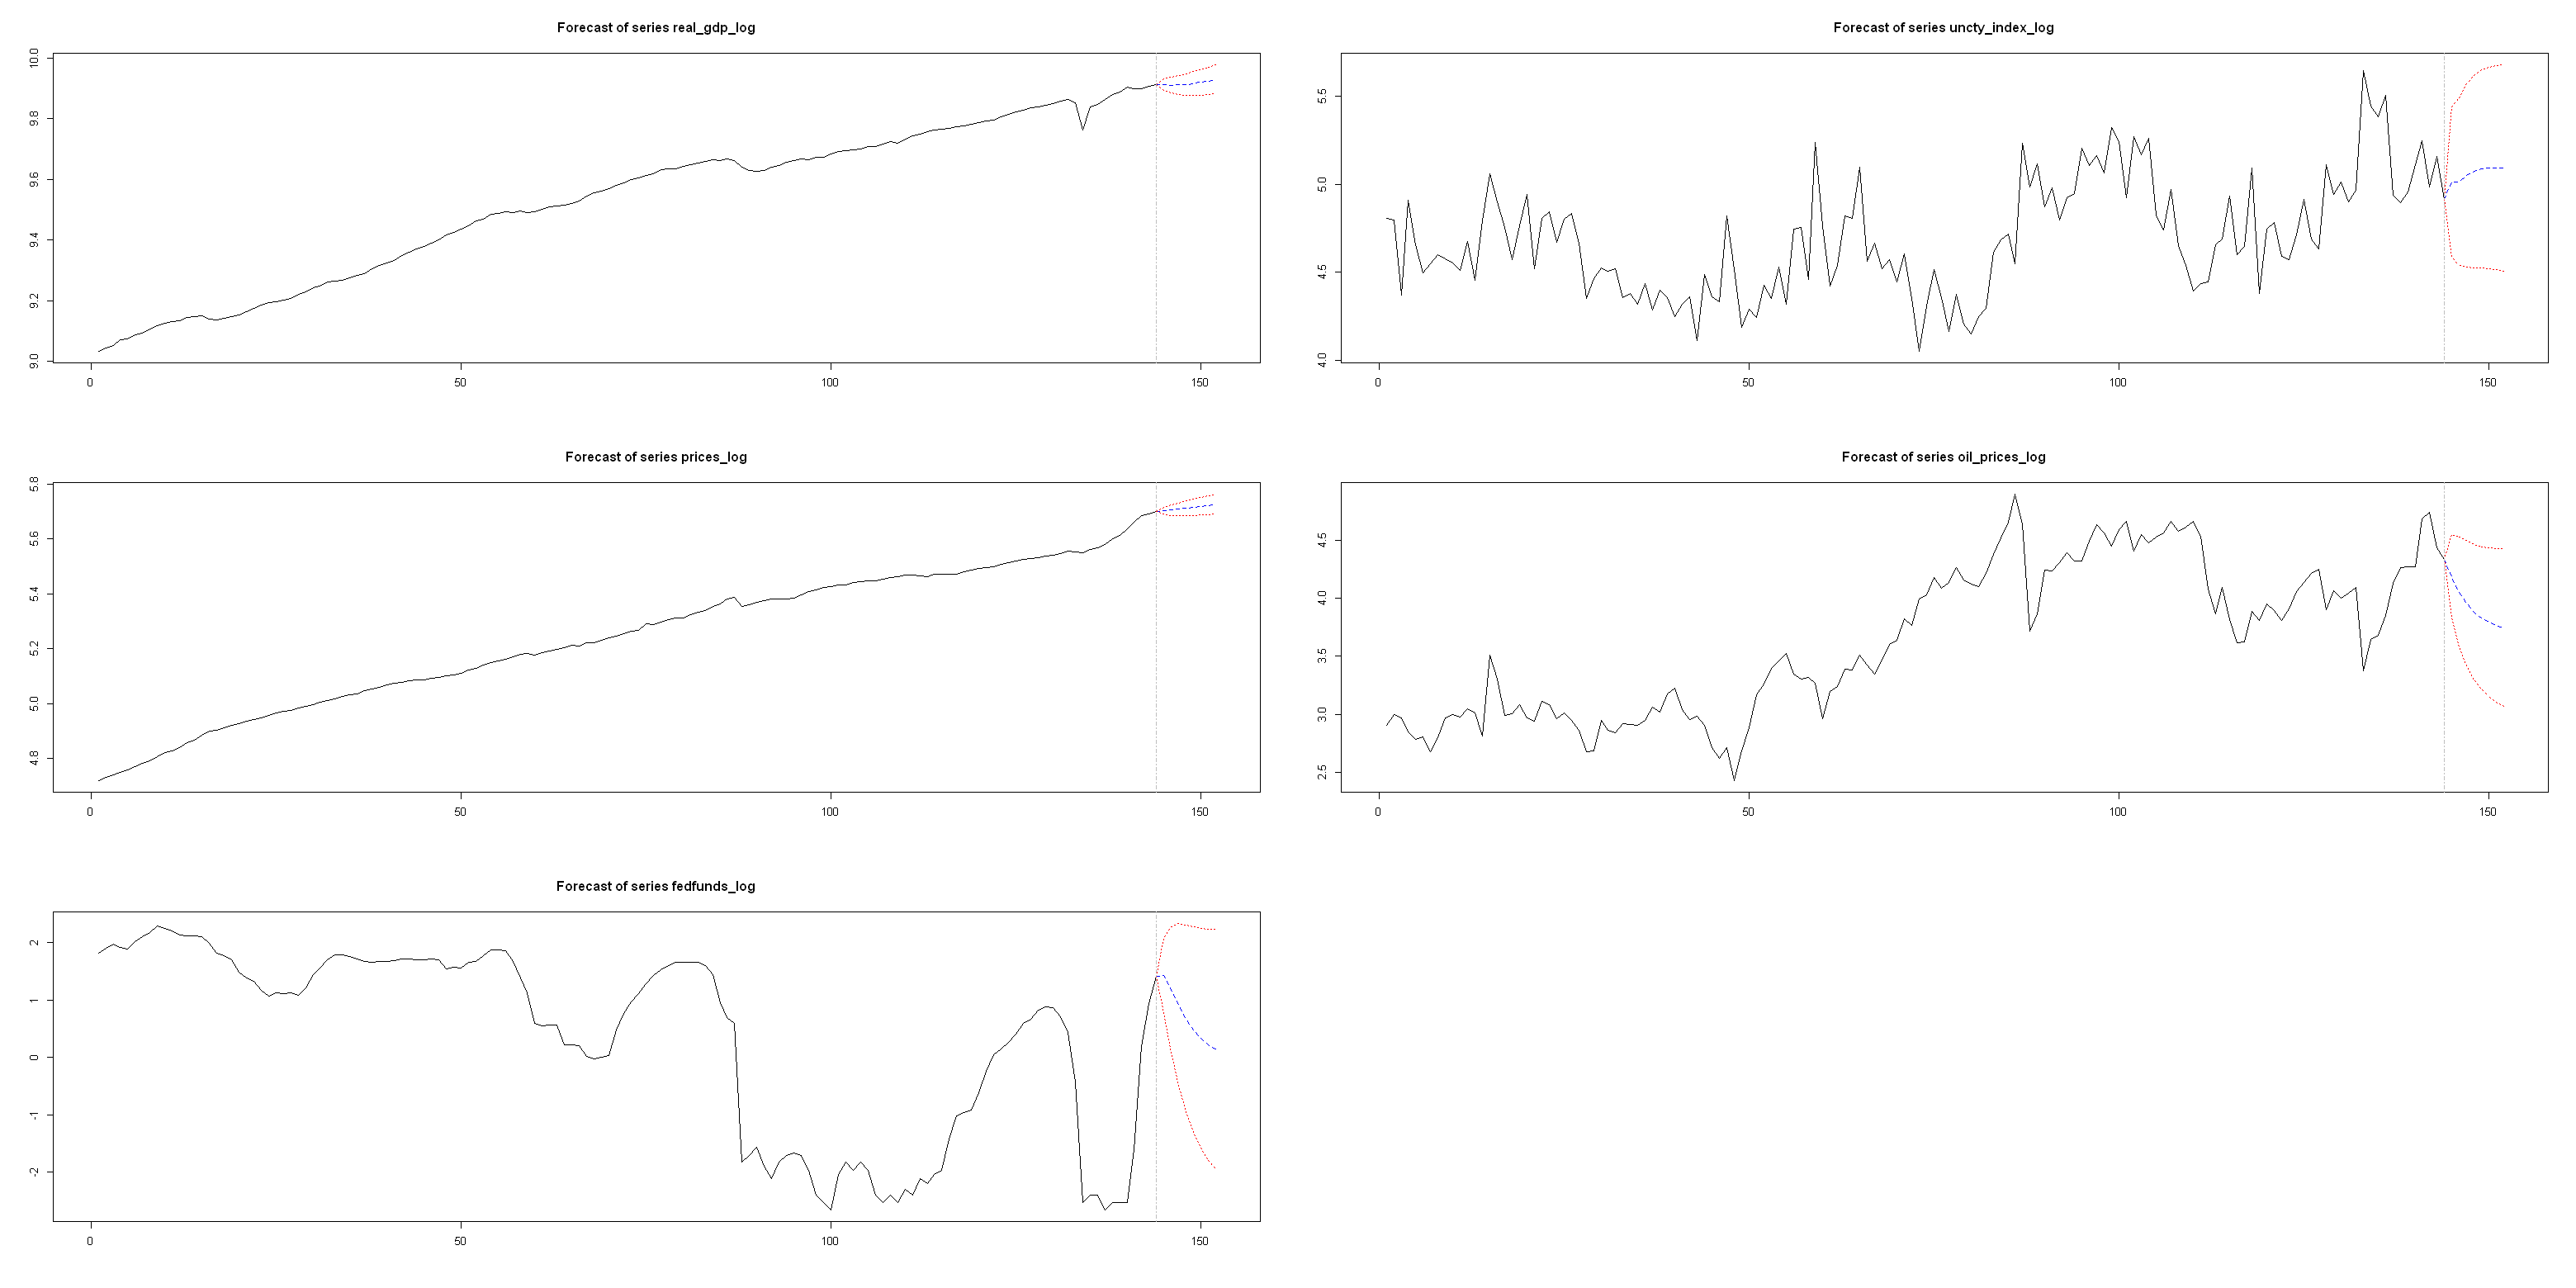 Forecast of series real_gdp_log
9.0 9.2 9.4 9.6 9.8 10.0
0 50 100 150
Forecast of series uncty_index_log
4.0 4.5 5.0 5.5
0 50 100 150
Forecast of series prices_log
4.8 5.0 5.2 5.4 5.6 5.8
0 50 100 150
Forecast of series oil_prices_log
2.5 3.0 3.5 4.0 4.5
0 50 100 150
Forecast of series fedfunds_log
-2 -1 0 1 2
0 50 100 150